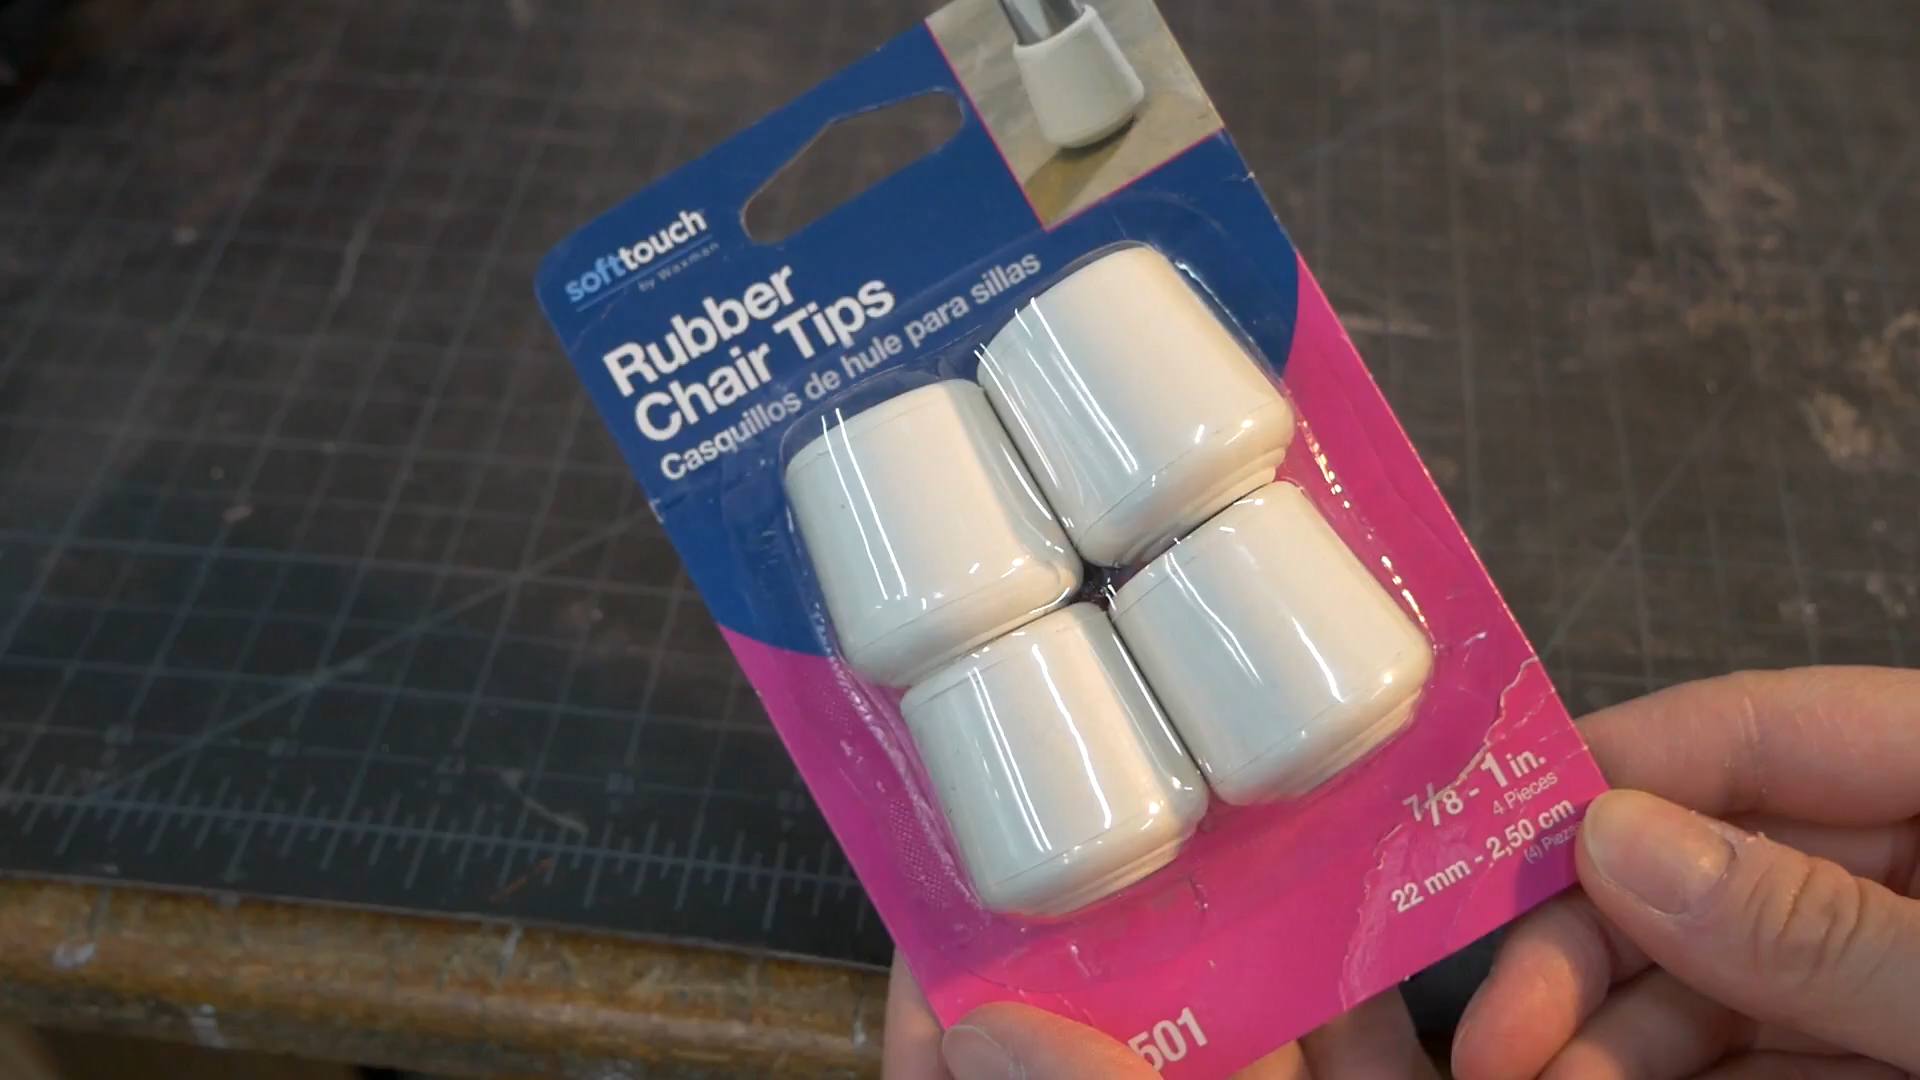 softtouch
by Waxman
Rubber
Chair Tips
Casquillos de hule para sillas
7/8 - 1 in.
4 Pieces
22 mm - 2,50 cm
(4)
501